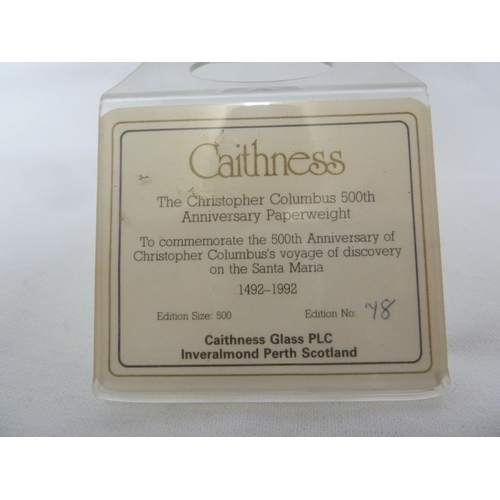 Caithness
The Christopher Columbus 500th
Anniversary Paperweight
To commemorate the 500th Anniversary of
Christopher Columbus's voyage of discovery
on the Santa Maria
1492–1992
Edition Size: 500 Edition No: 48
Caithness Glass PLC
Inveralmond Perth Scotland